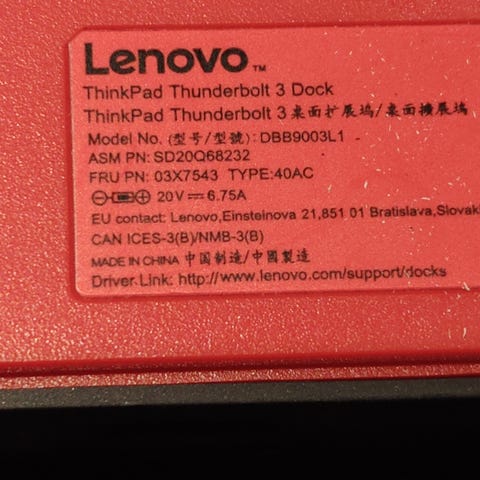 Lenovo™
ThinkPad Thunderbolt 3 Dock
ThinkPad Thunderbolt 3 桌面扩展坞/桌面擴展塢
Model No. (型号/型號): DBB9003L1
ASM PN: SD20Q68232
FRU PN: 03X7543 TYPE:40AC
20V⎓6.75A
EU contact: Lenovo,Einsteinova 21,851 01 Bratislava,Slovak
CAN ICES-3(B)/NMB-3(B)
MADE IN CHINA 中国制造/中國製造
Driver Link: http://www.lenovo.com/support/docks